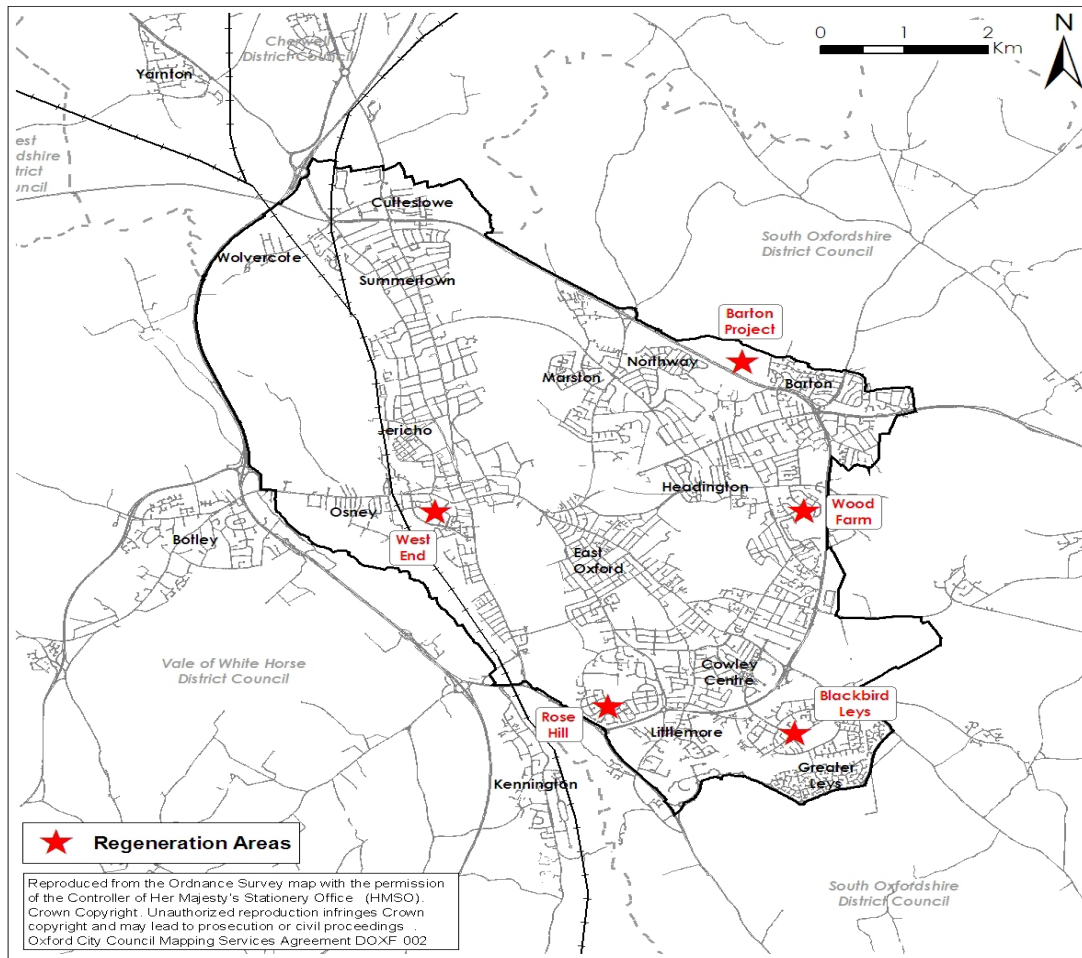 Cherwell
District Council
Yarnton
0 1 2
Km
N
est
rdshire
trict
uncil
Cutteslowe
Wolvercote
Summertown
South Oxfordshire
District Council
Barton
Project
Northway
Marston
Barton
Jericho
Headington
Osney
West
End
Wood
Farm
Botley
East
Oxford
Vale of White Horse
District Council
Cowley
Centre
Blackbird
Leys
Rose
Hill
Littlemore
Greater
Leys
Kennington
Regeneration Areas
Reproduced from the Ordnance Survey map with the permission
of the Controller of Her Majesty's Stationery Office (HMSO).
Crown Copyright. Unauthorized reproduction infringes Crown
copyright and may lead to prosecution or civil proceedings .
Oxford City Council Mapping Services Agreement DOXF 002
South Oxfordshire
District Council